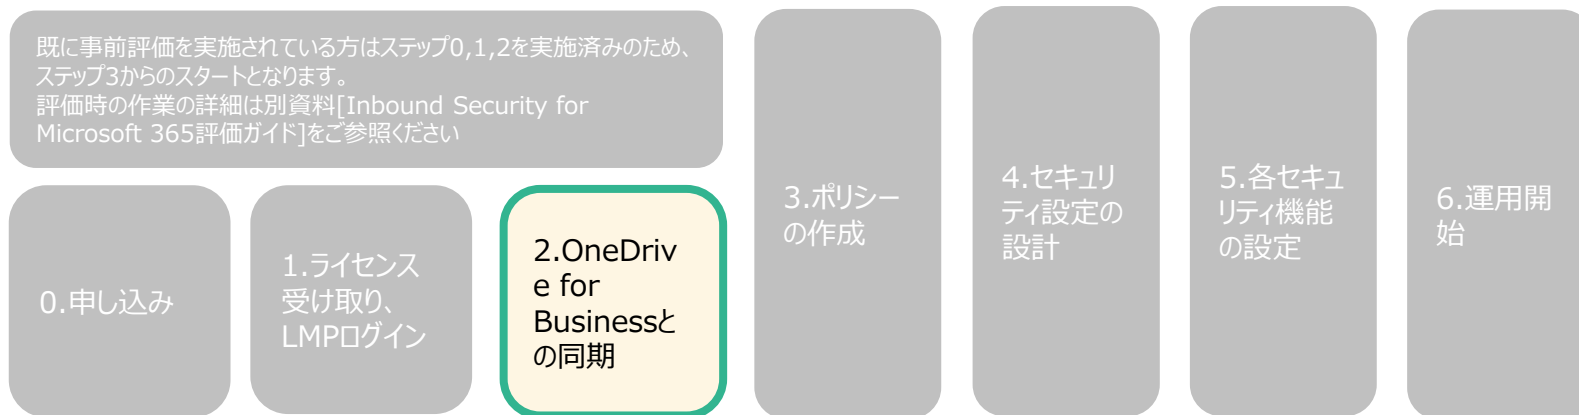 既に事前評価を実施されている方はステップ0,1,2を実施済みのため、
ステップ3からのスタートとなります。
評価時の作業の詳細は別資料[Inbound Security for
Microsoft 365評価ガイド]をご参照ください
0.申し込み
1.ライセンス
受け取り、
LMPログイン
2.OneDriv
e for
Businessと
の同期
3.ポリシー
の作成
4.セキュリ
ティ設定の
設計
5.各セキュ
リティ機能
の設定
6.運用開
始